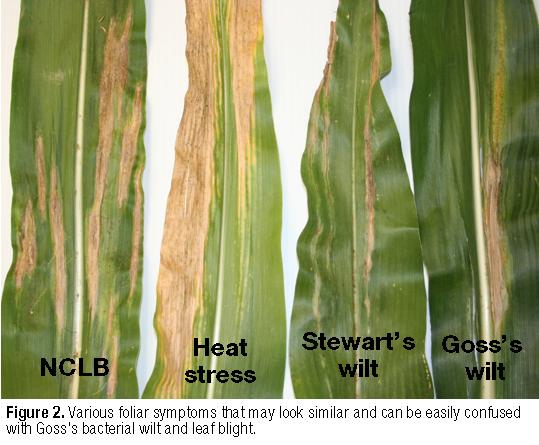 NCLB
Heat
stress
Stewart's
wilt
Goss's
wilt
Figure 2. Various foliar symptoms that may look similar and can be easily confused
with Goss's bacterial wilt and leaf blight.